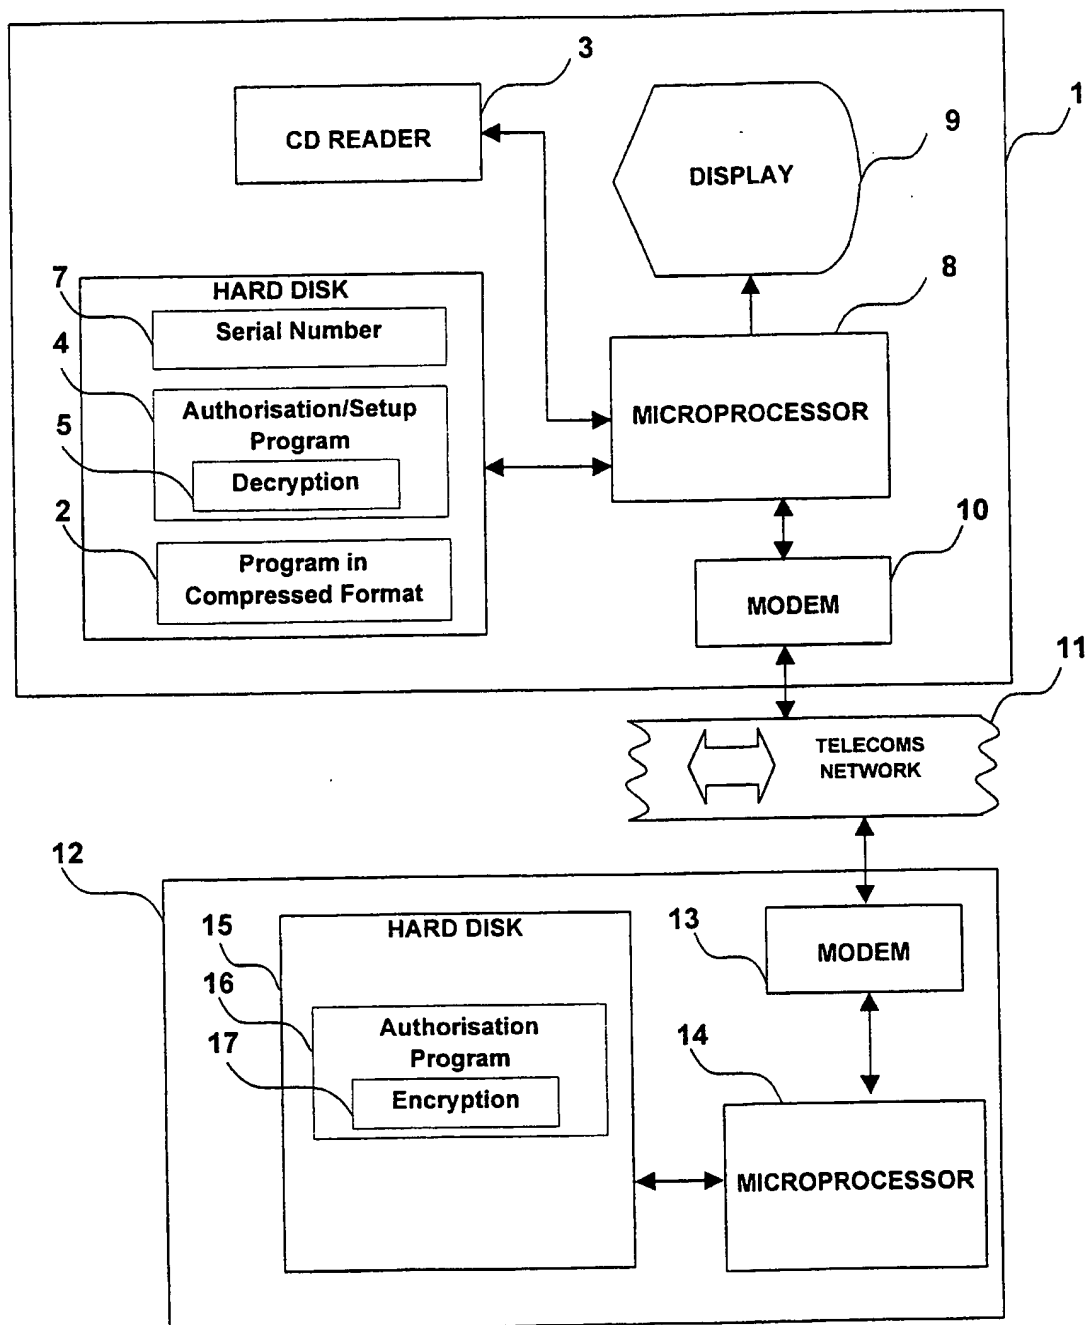 3
1
CD READER
9
DISPLAY
7
HARD DISK
8
Serial Number
4
Authorisation/Setup
Program
MICROPROCESSOR
5
Decryption
2
10
Program in
Compressed Format
MODEM
11
TELECOMS
NETWORK
12
15
HARD DISK
13
MODEM
16
Authorisation
Program
17
14
Encryption
MICROPROCESSOR